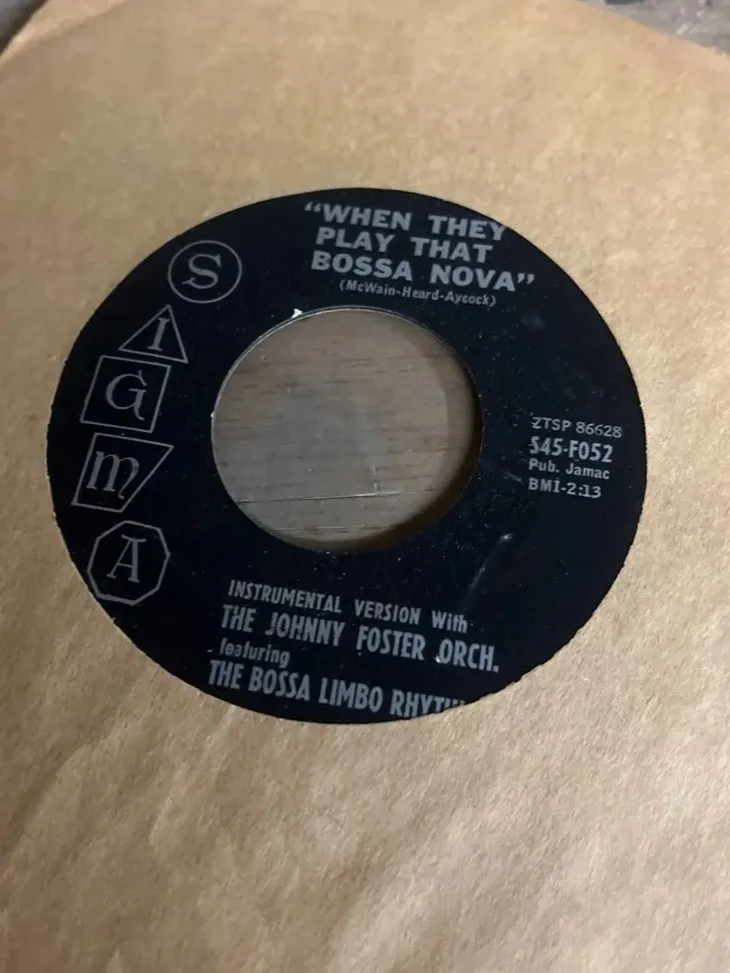 "WHEN THEY
PLAY THAT
BOSSA NOVA"
(McWain-Heard-Aycock)
S
I
G
M
A
ZTSP 86628
S45-F052
Pub. Jamac
BMI-2:13
INSTRUMENTAL VERSION With
THE JOHNNY FOSTER ORCH.
featuring
THE BOSSA LIMBO